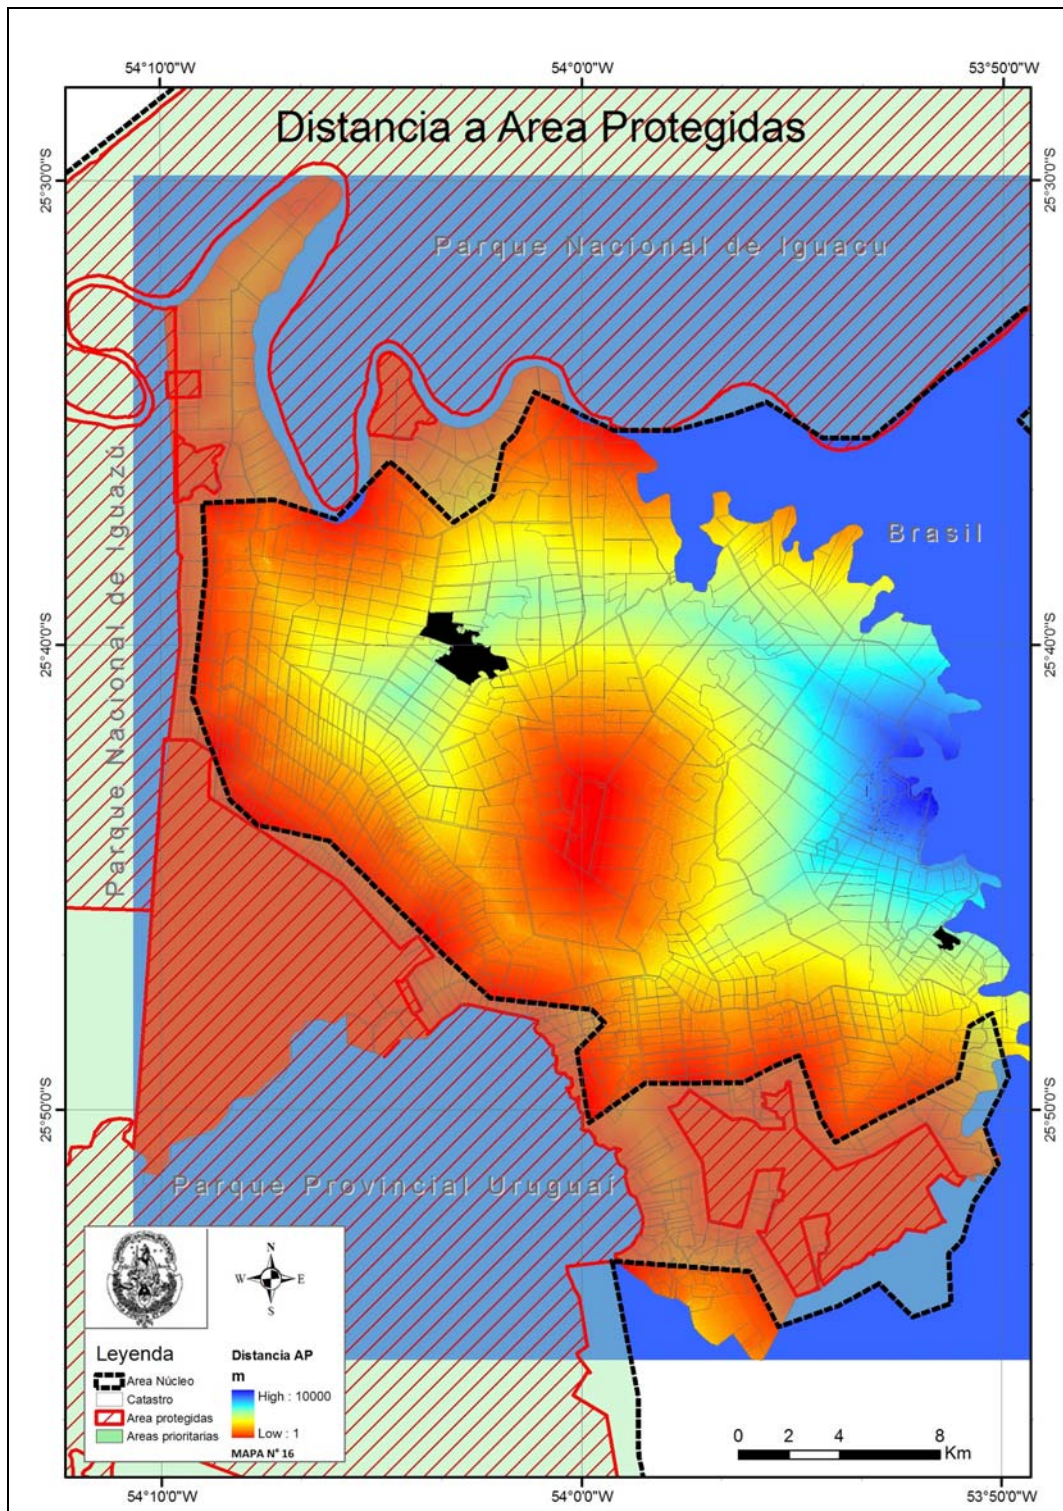 54°10'0"W
54°0'0"W
53°50'0"W
Distancia a Area Protegidas
25°30'0"S
25°30'0"S
Parque Nacional de Iguacu
Brasil
Parque Nacional de Iguazú
25°40'0"S
25°40'0"S
25°50'0"S
25°50'0"S
Parque Provincial Uruguaí
N
W
E
S
Leyenda
Area Núcleo
Catastro
Area protegidas
Areas prioritarias
Distancia AP
m
High : 10000
Low : 1
MAPA N° 16
0 2 4 8
Km
54°10'0"W
54°0'0"W
53°50'0"W